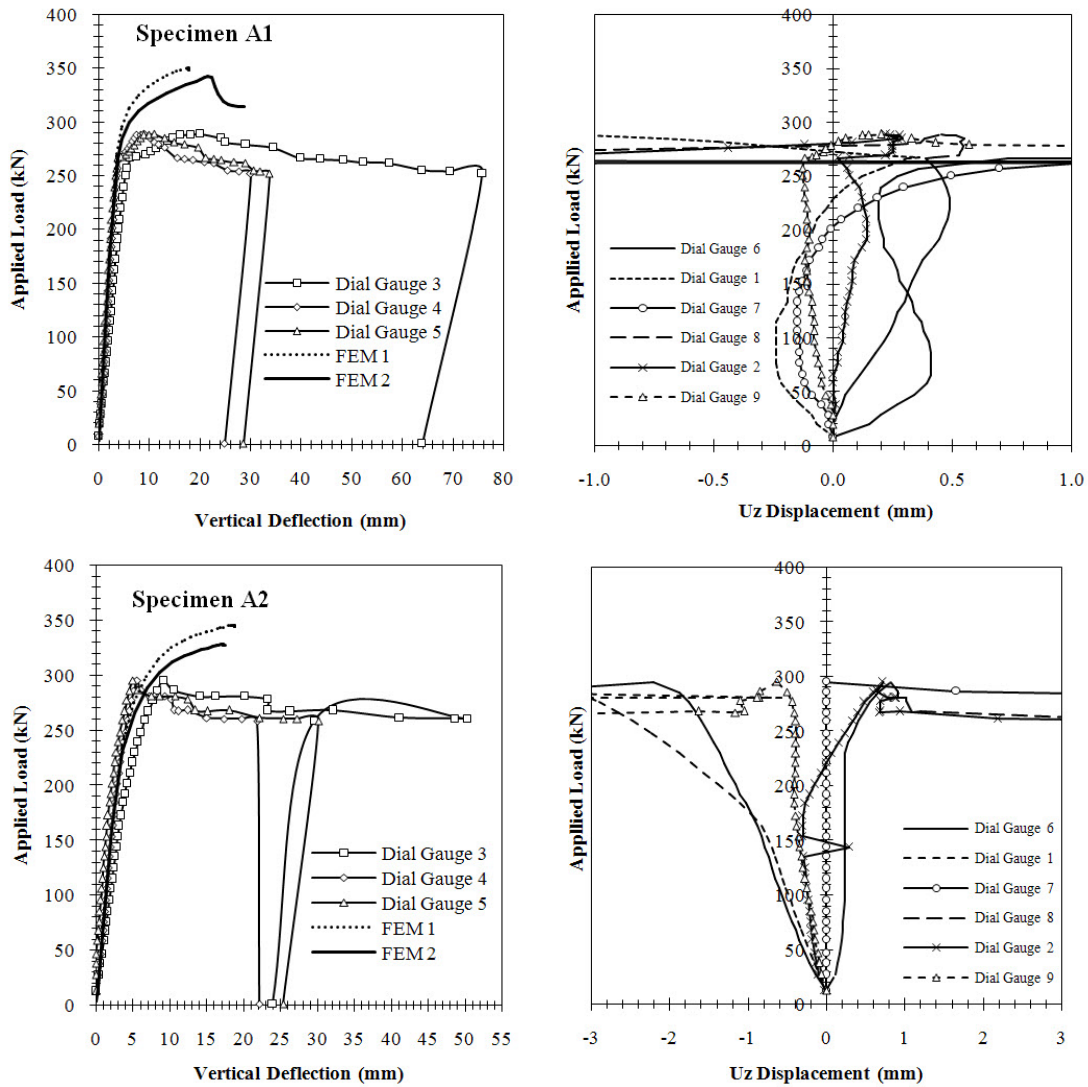 Specimen A1
Applied Load (kN)
400
350
300
250
200
150
100
50
0
0 10 20 30 40 50 60 70 80
Vertical Deflection (mm)
Dial Gauge 3
Dial Gauge 4
Dial Gauge 5
FEM 1
FEM 2
Appllied Load (kN)
400
350
300
250
200
150
100
50
0
-1.0 -0.5 0.0 0.5 1.0
Uz Displacement (mm)
Dial Gauge 6
Dial Gauge 1
Dial Gauge 7
Dial Gauge 8
Dial Gauge 2
Dial Gauge 9
Specimen A2
Applied Load (kN)
400
350
300
250
200
150
100
50
0
0 5 10 15 20 25 30 35 40 45 50 55
Vertical Deflection (mm)
Dial Gauge 3
Dial Gauge 4
Dial Gauge 5
FEM 1
FEM 2
Applied Load (kN)
400
350
300
250
200
150
100
50
0
-3 -2 -1 0 1 2 3
Uz Displacement (mm)
Dial Gauge 6
Dial Gauge 1
Dial Gauge 7
Dial Gauge 8
Dial Gauge 2
Dial Gauge 9